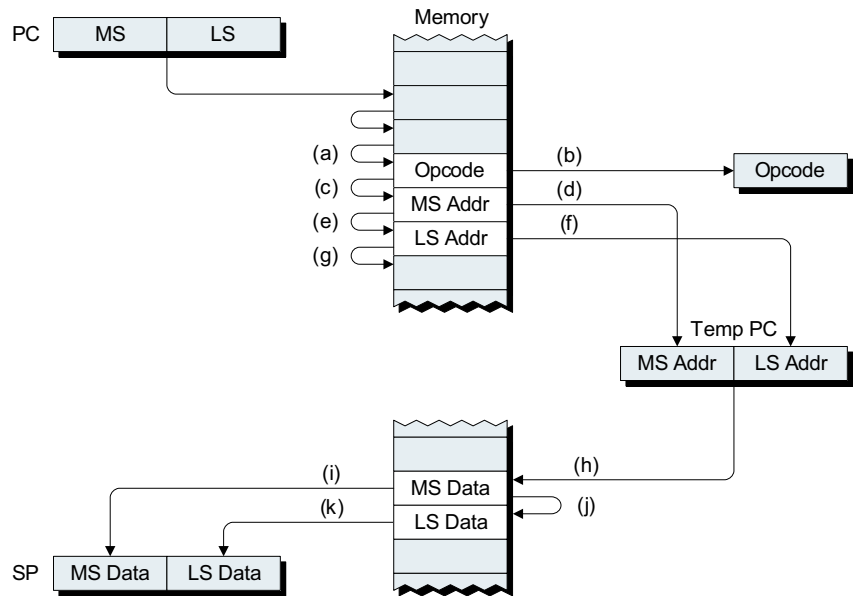 Memory
PC MS LS
(a) Opcode (b) Opcode
(c) MS Addr (d)
(e) LS Addr (f)
(g)
Temp PC
MS Addr LS Addr
(h)
(i) MS Data
(j)
(k) LS Data
SP MS Data LS Data